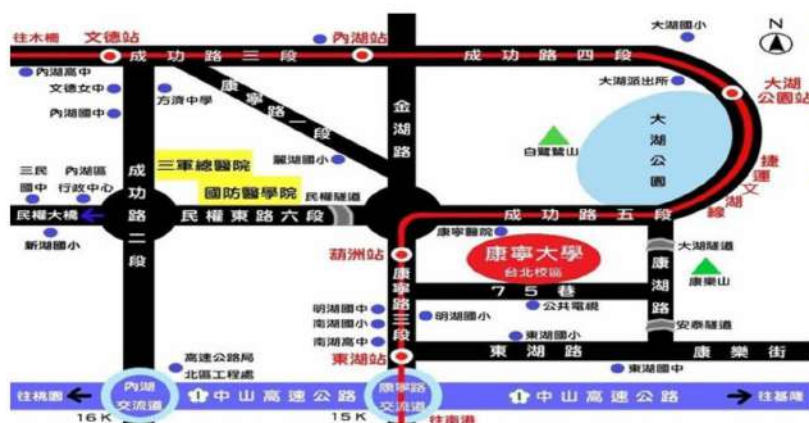 往木柵
文德站
內湖站
大湖國小
N
成功路三段
成功路四段
內湖高中
文德女中
方濟中學
內湖國中
康寧路一段
金湖路
大湖派出所
大湖公園站
大湖公園
白鷺鷥山
麗湖國小
三軍總醫院
國防醫學院
三民國中
內湖區行政中心
成功路二段
捷運文湖線
民權大橋
民權東路六段
民權隧道
成功路五段
新湖國小
康寧醫院
葫洲站
康寧大學
台北校區
大湖隧道
康樂山
康湖路
75巷
康寧路三段
明湖國中
明湖國小
公共電視
南湖國小
東湖國小
安泰隧道
南湖高中
東湖站
東湖路
康樂街
高速公路局
北區工程處
東湖國中
往桃園
內湖交流道
1
中山高速公路
康寧路交流道
1
中山高速公路
往基隆
16K
15K
往南港